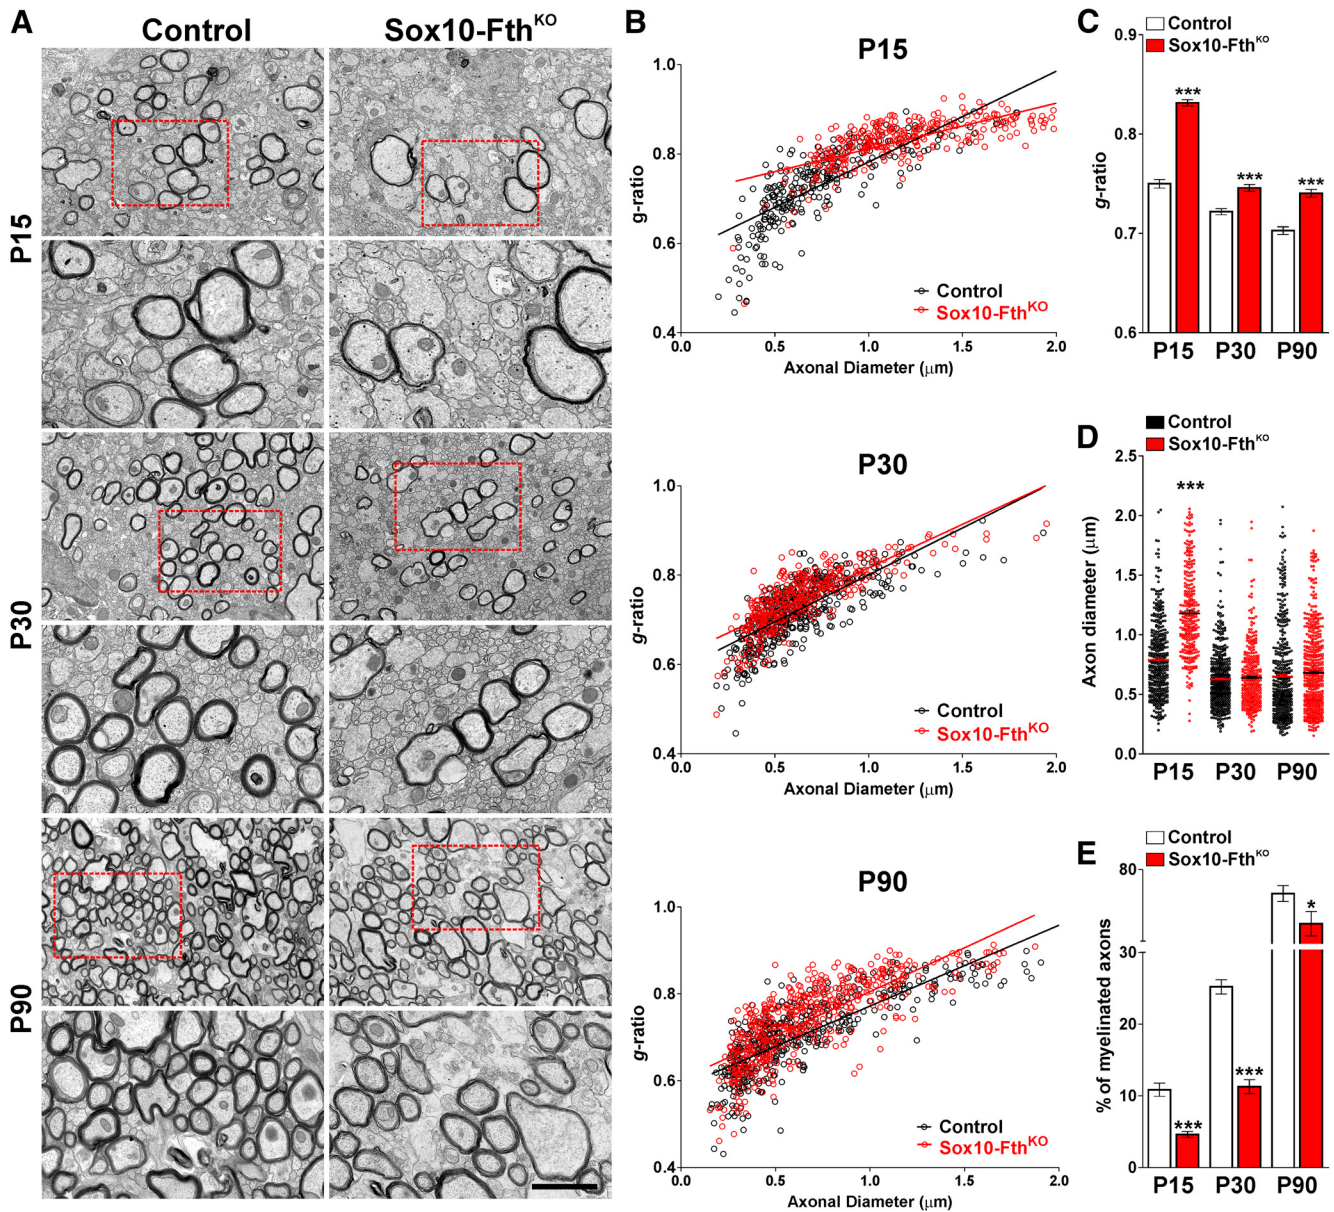 A
Control
Sox10-Fth^KO
P15
P30
P90
B
P15
1.0
0.8
0.6
0.4
g-ratio
0.0 0.5 1.0 1.5 2.0
Axonal Diameter (μm)
Control
Sox10-Fth^KO
P30
1.0
0.8
0.6
0.4
g-ratio
0.0 0.5 1.0 1.5 2.0
Axonal Diameter (μm)
Control
Sox10-Fth^KO
P90
1.0
0.8
0.6
0.4
g-ratio
0.0 0.5 1.0 1.5 2.0
Axonal Diameter (μm)
Control
Sox10-Fth^KO
C
Control
Sox10-Fth^KO
0.9
0.8
0.7
0.6
g-ratio
*** *** ***
P15 P30 P90
D
Control
Sox10-Fth^KO
2.5
2.0
1.5
1.0
0.5
0.0
Axon diameter (μm)
***
P15 P30 P90
E
Control
Sox10-Fth^KO
80
30
20
10
0
% of myelinated axons
*** *** *
P15 P30 P90